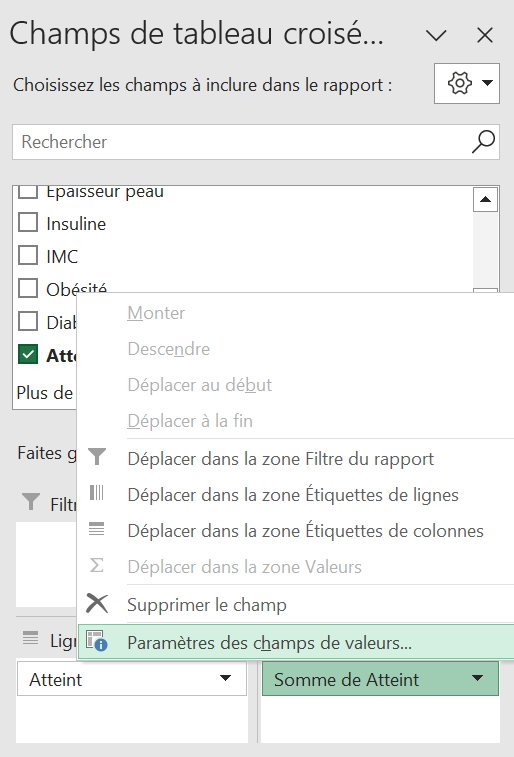 Champs de tableau croisé...
Choisissez les champs à inclure dans le rapport :
Rechercher
Epaisseur peau
Insuline
IMC
Obésité
Diab
Atte
Plus de
Monter
Descendre
Déplacer au début
Déplacer à la fin
Faites g
Déplacer dans la zone Filtre du rapport
Déplacer dans la zone Étiquettes de lignes
Filtr
Déplacer dans la zone Étiquettes de colonnes
Déplacer dans la zone Valeurs
Supprimer le champ
Lign
Paramètres des champs de valeurs...
Atteint
Somme de Atteint